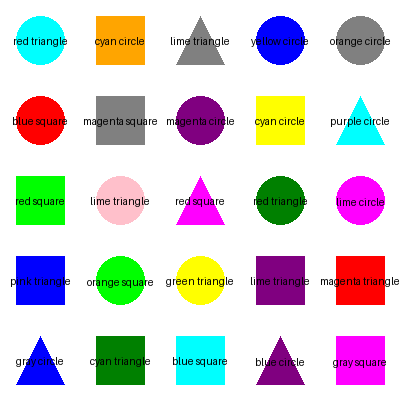 red triangle cyan circle lime triangle yellow circle orange circle
blue square magenta square magenta circle cyan circle purple circle
red square lime triangle red square red triangle lime circle
pink triangle orange square green triangle lime triangle magenta triangle
gray circle cyan triangle blue square blue circle gray square